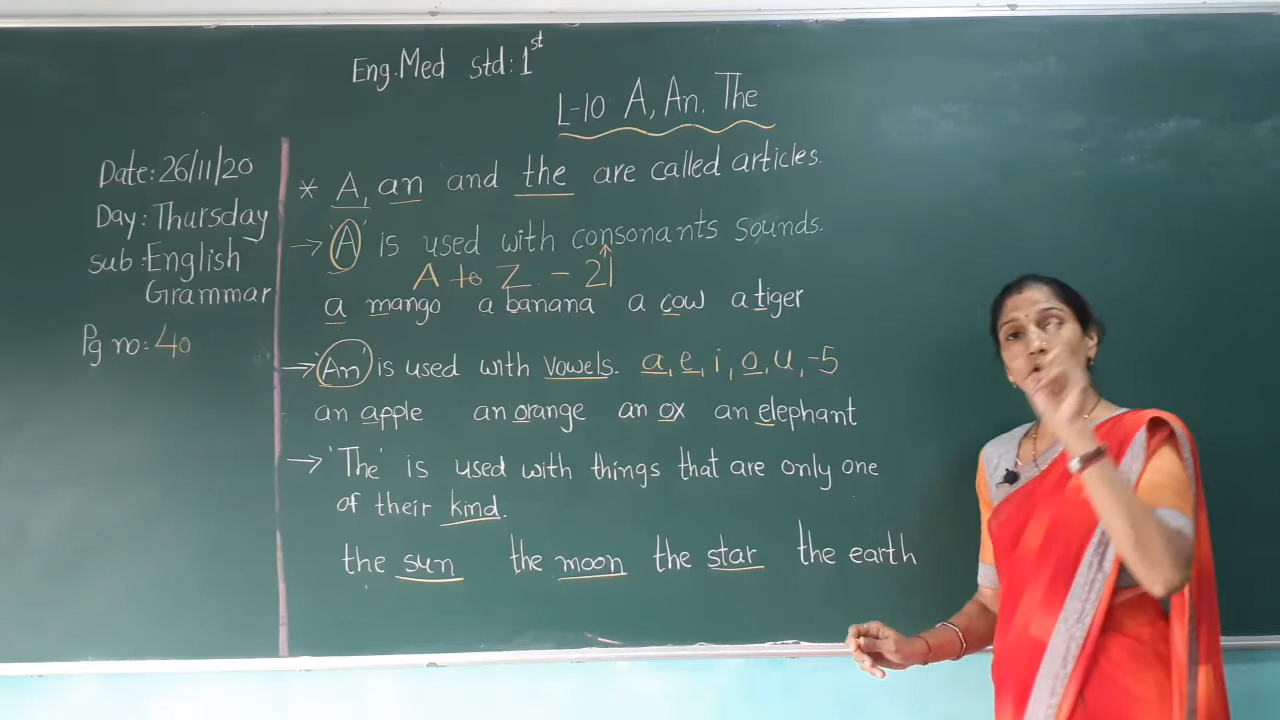 Eng.Med std:1st
L-10 A, An. The
Date: 26/11/20
Day: Thursday
sub: English
Grammar
Pg no: 40
* A, an and the are called articles.
→ 'A' is used with consonants sounds.
A to Z - 21
a mango a banana a cow a tiger
→ 'An' is used with vowels. a, e, i, o, u, -5
an apple an orange an ox an elephant
→ 'The' is used with things that are only one
of their kind.
the sun the moon the star the earth